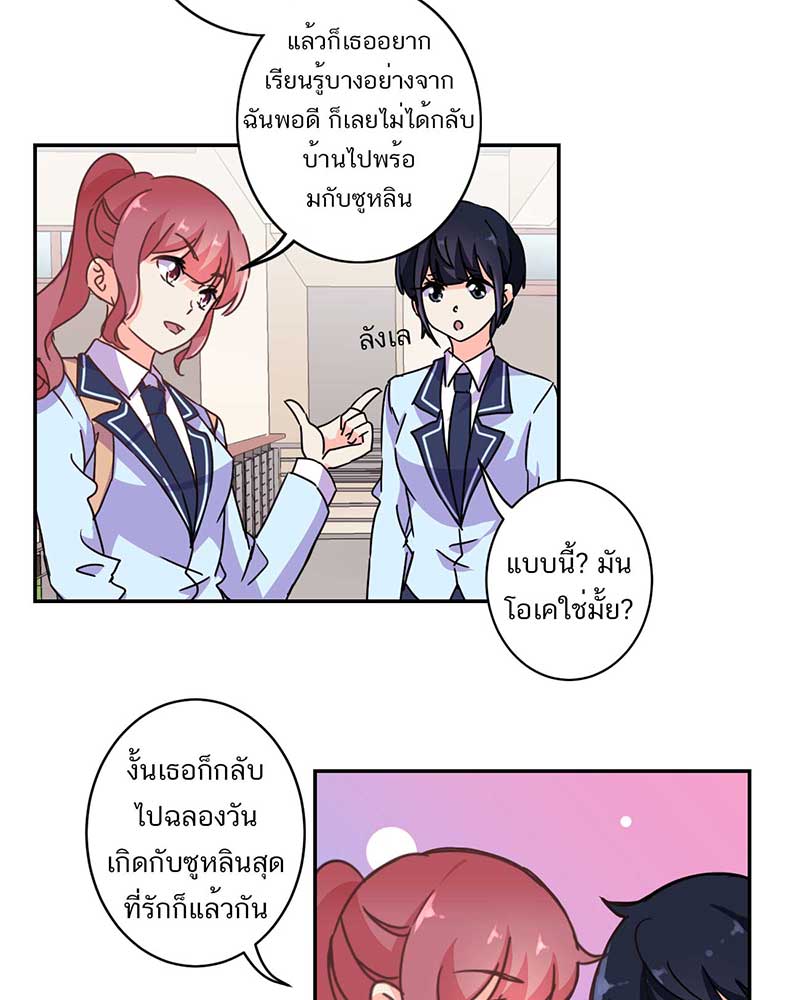 แล้วก็เธออยาก
เรียนรู้บางอย่างจาก
ฉันพอดี ก็เลยไม่ได้กลับ
บ้านไปพร้อ
มกับซูหลิน
ลังเล
แบบนี้? มัน
โอเคใช่มั้ย?
งั้นเธอก็กลับ
ไปฉลองวัน
เกิดกับซูหลินสุด
ที่รักก็แล้วกัน